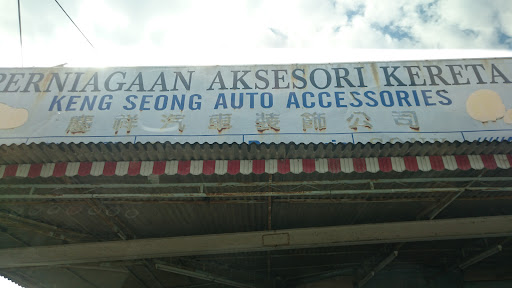 PERNIAGAAN AKSESORI KERETA
KENG SEONG AUTO ACCESSORIES
慶祥汽車裝飾公司